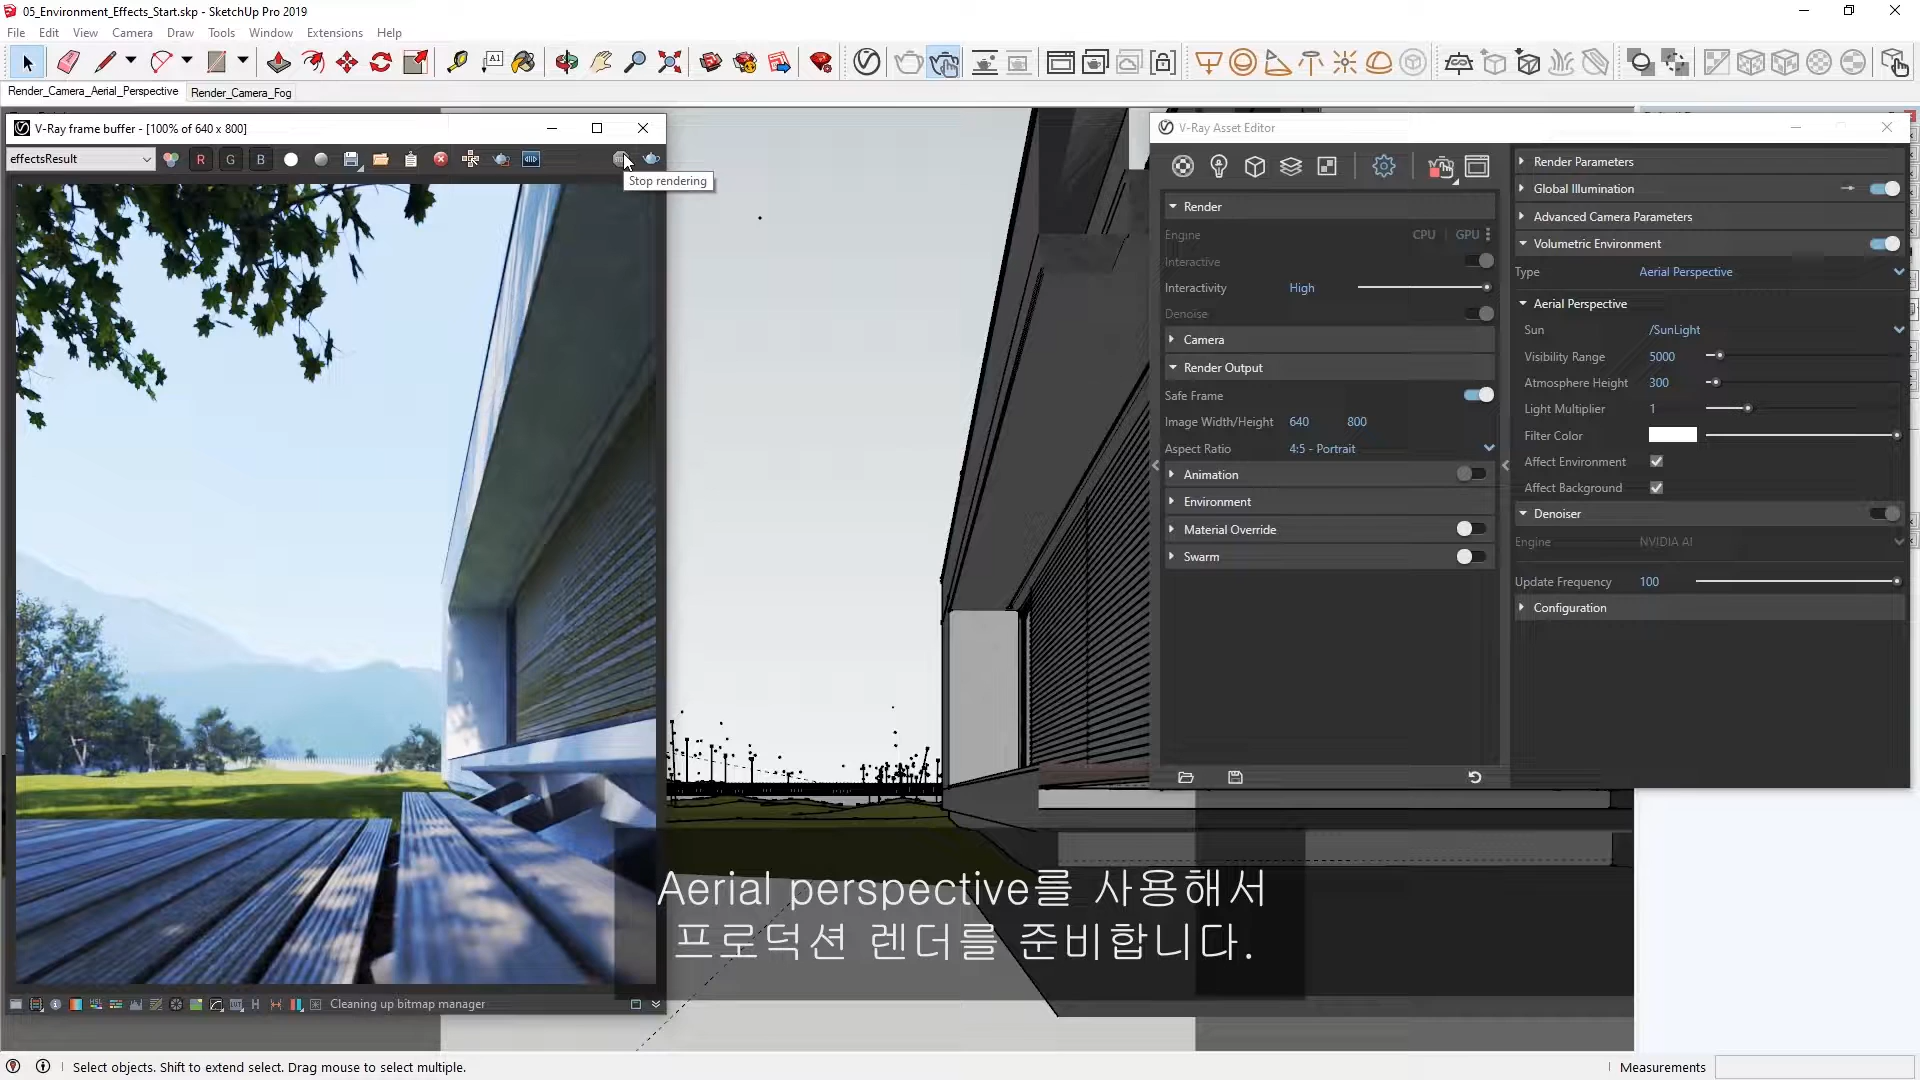 05_Environment_Effects_Start.skp - SketchUp Pro 2019
File Edit View Camera Draw Tools Window Extensions Help
Render_Camera_Aerial_Perspective Render_Camera_Fog
V-Ray frame buffer - [100% of 640 x 800]
effectsResult R G B
Stop rendering
Cleaning up bitmap manager
V-Ray Asset Editor
Render
Engine CPU GPU
Interactive
Interactivity High
Denoise
Camera
Render Output
Safe Frame
Image Width/Height 640 800
Aspect Ratio 4:5 - Portrait
Animation
Environment
Material Override
Swarm
Render Parameters
Global Illumination
Advanced Camera Parameters
Volumetric Environment
Type Aerial Perspective
Aerial Perspective
Sun /SunLight
Visibility Range 5000
Atmosphere Height 300
Light Multiplier 1
Filter Color
Affect Environment
Affect Background
Denoiser
Engine NVIDIA AI
Update Frequency 100
Configuration
Aerial perspective를 사용해서
프로덕션 렌더를 준비합니다.
Select objects. Shift to extend select. Drag mouse to select multiple.
Measurements